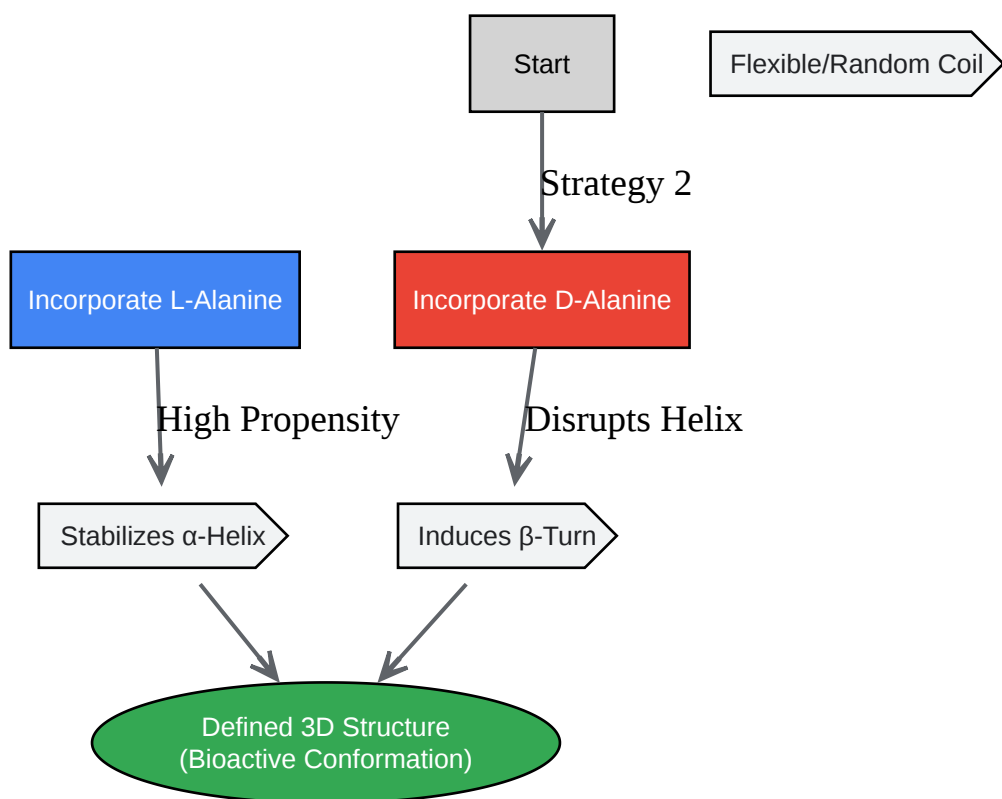 Start
Flexible/Random Coil
Strategy 2
Incorporate L-Alanine
Incorporate D-Alanine
High Propensity
Disrupts Helix
Stabilizes α-Helix
Induces β-Turn
Defined 3D Structure
(Bioactive Conformation)